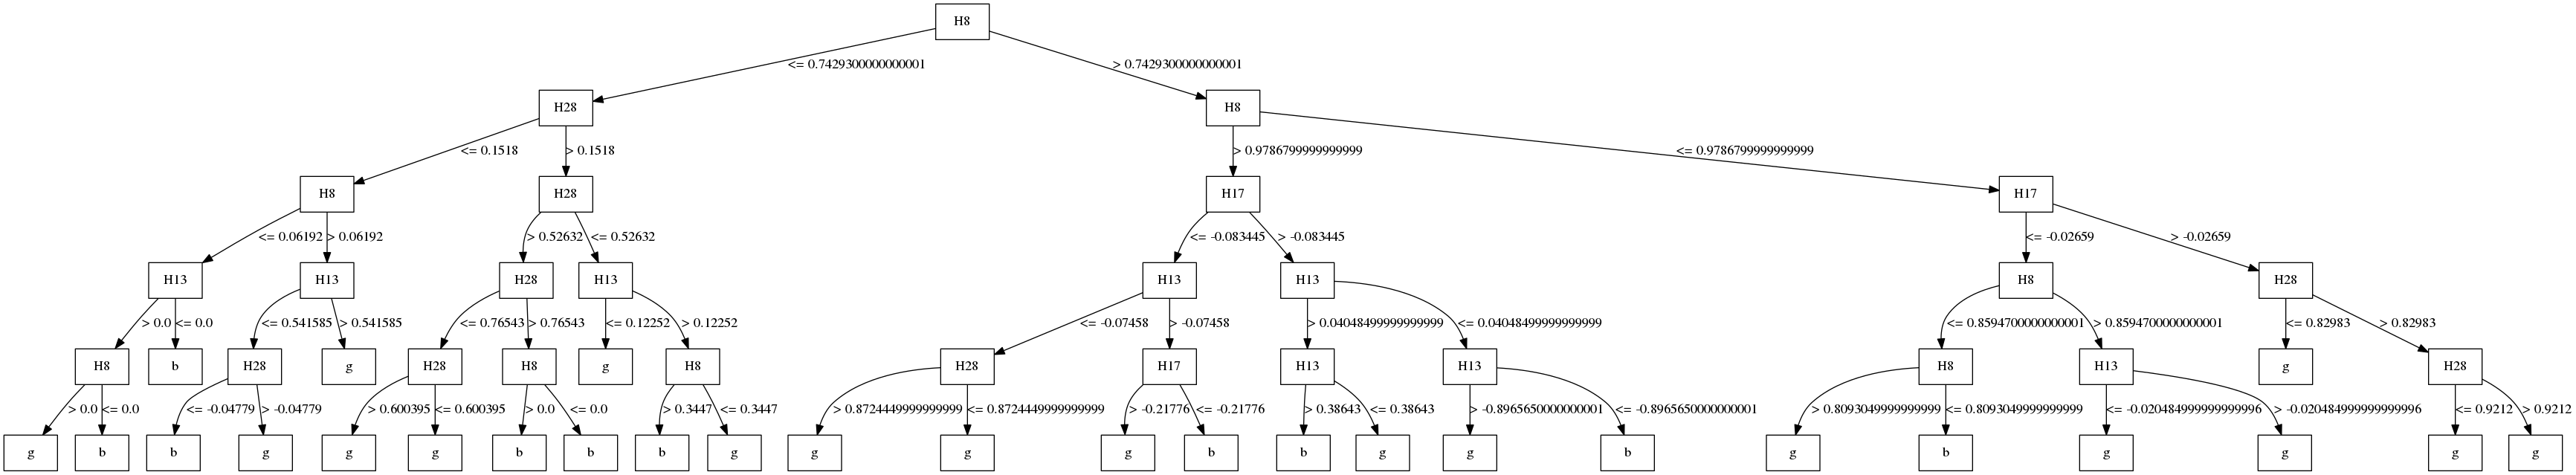 H8
<= 0.7429300000000001
> 0.7429300000000001
H28
H8
<= 0.1518
> 0.1518
> 0.9786799999999999
<= 0.9786799999999999
H8
H28
H17
H17
<= 0.06192
> 0.06192
> 0.52632
<= 0.52632
<= -0.083445
> -0.083445
<= -0.02659
> -0.02659
H13
H13
H28
H13
H13
H13
H8
H28
> 0.0
<= 0.0
<= 0.541585
> 0.541585
<= 0.76543
> 0.76543
<= 0.12252
> 0.12252
<= -0.07458
> -0.07458
> 0.04048499999999999
<= 0.04048499999999999
<= 0.8594700000000001
> 0.8594700000000001
<= 0.82983
> 0.82983
H8
b
H28
g
H28
H8
g
H8
H28
H17
H13
H13
H8
H13
g
H28
> 0.0
<= 0.0
<= -0.04779
> -0.04779
> 0.600395
<= 0.600395
> 0.0
<= 0.0
> 0.3447
<= 0.3447
> 0.8724449999999999
<= 0.8724449999999999
> -0.21776
<= -0.21776
> 0.38643
<= 0.38643
> -0.8965650000000001
<= -0.8965650000000001
> 0.8093049999999999
<= 0.8093049999999999
<= -0.020484999999999996
> -0.020484999999999996
<= 0.9212
> 0.9212
g
b
b
g
g
g
b
b
b
g
g
g
g
b
b
g
g
b
g
b
g
g
g
g